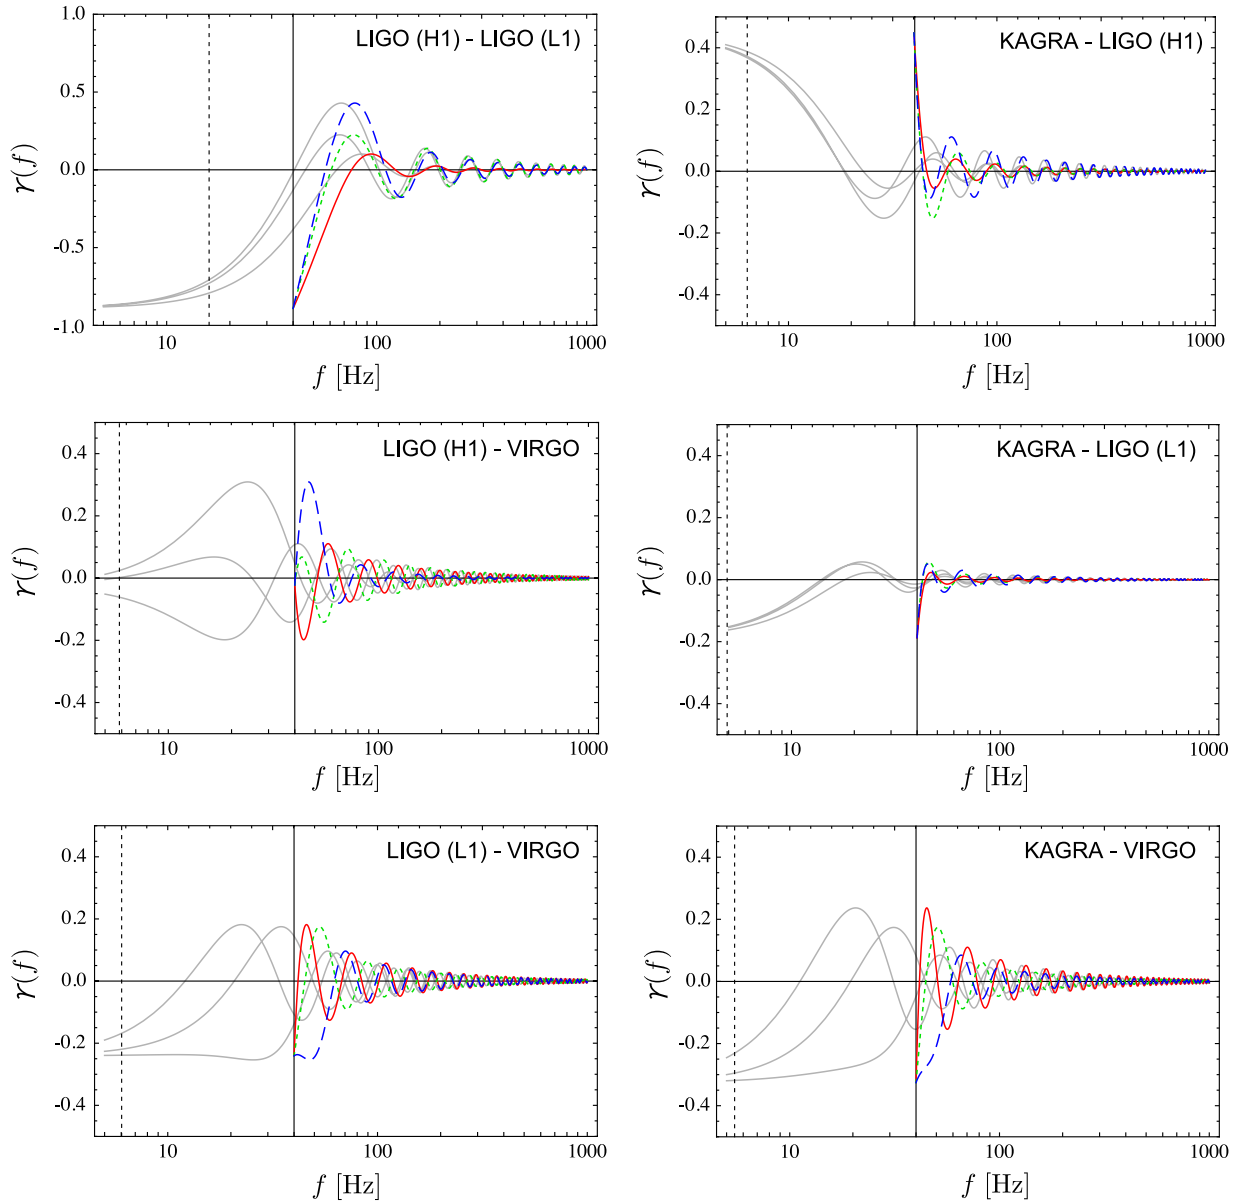 LIGO (H1) - LIGO (L1)
1.0
0.5
0.0
-0.5
-1.0
γ(f)
10
100
1000
f [Hz]
KAGRA - LIGO (H1)
0.4
0.2
0.0
-0.2
-0.4
γ(f)
10
100
1000
f [Hz]
LIGO (H1) - VIRGO
0.4
0.2
0.0
-0.2
-0.4
γ(f)
10
100
1000
f [Hz]
KAGRA - LIGO (L1)
0.4
0.2
0.0
-0.2
-0.4
γ(f)
10
100
1000
f [Hz]
LIGO (L1) - VIRGO
0.4
0.2
0.0
-0.2
-0.4
γ(f)
10
100
1000
f [Hz]
KAGRA - VIRGO
0.4
0.2
0.0
-0.2
-0.4
γ(f)
10
100
1000
f [Hz]